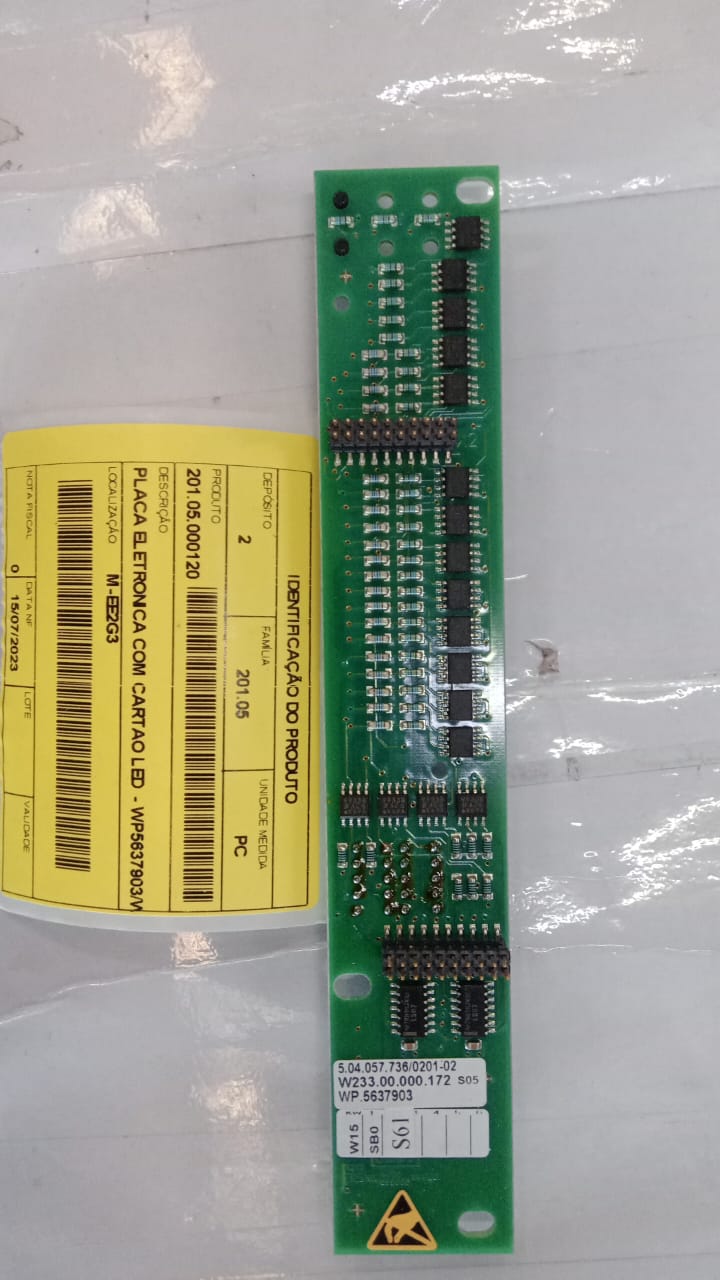 IDENTIFICAÇÃO DO PRODUTO
DEPÓSITO
2
FAMÍLIA
201.05
UNIDADE MEDIDA
PC
PRODUTO
201.05.000120
DESCRIÇÃO
PLACA ELETRONICA COM CARTAO LED - WP5637903/W
LOCALIZAÇÃO
M-EE2G3
NOTA FISCAL
0
DATA NF
15/07/2023
LOTE
VALIDADE
5.04.057.736/0201-02
W233.00.000.172 S05
WP.5637903
W15
SB0
S61